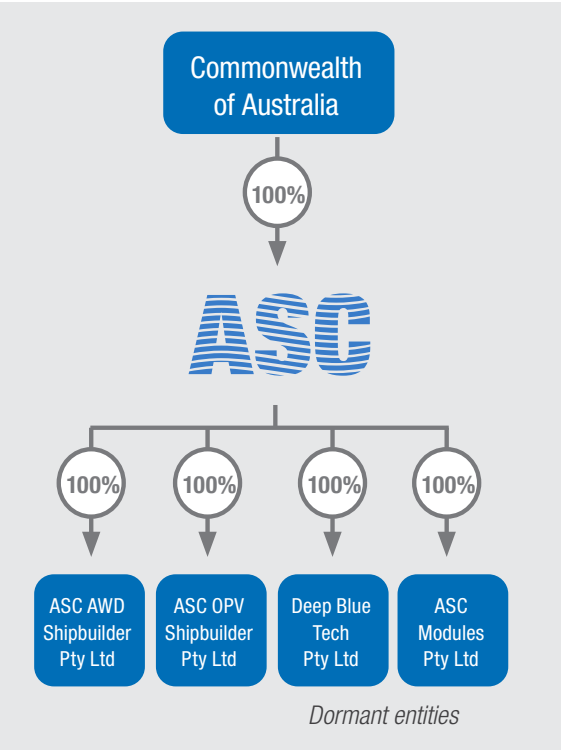 Commonwealth
of Australia
100%
ASC
100%
100%
100%
100%
ASC AWD
Shipbuilder
Pty Ltd
ASC OPV
Shipbuilder
Pty Ltd
Deep Blue
Tech
Pty Ltd
ASC
Modules
Pty Ltd
Dormant entities